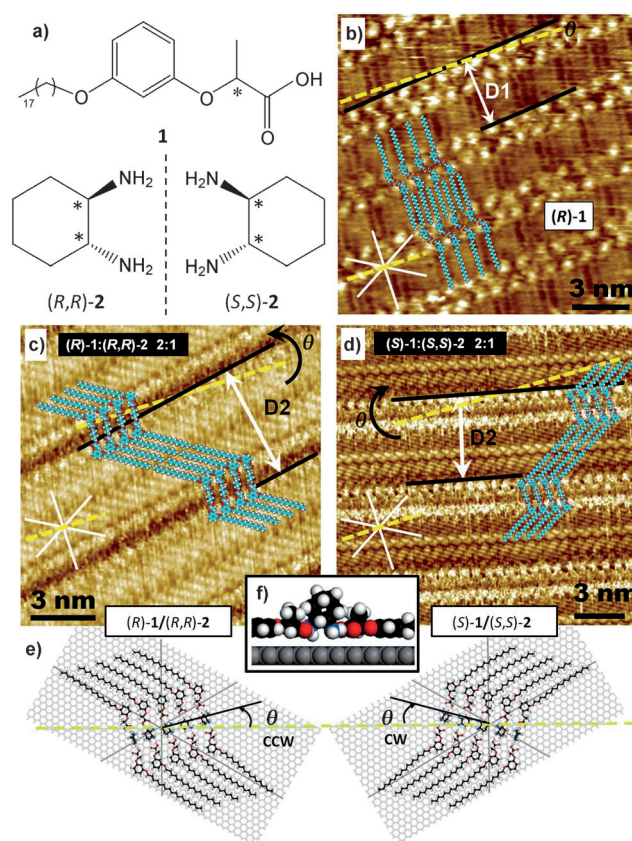 a)
O
O
*
OH
O
17
1
NH2
*
*
NH2
H2N
*
*
H2N
(R,R)-2
(S,S)-2
b)
θ
D1
(R)-1
3 nm
c)
(R)-1:(R,R)-2 2:1
θ
D2
3 nm
d)
(S)-1:(S,S)-2 2:1
θ
D2
3 nm
f)
(R)-1/(R,R)-2
(S)-1/(S,S)-2
e)
θ
CCW
θ
CW